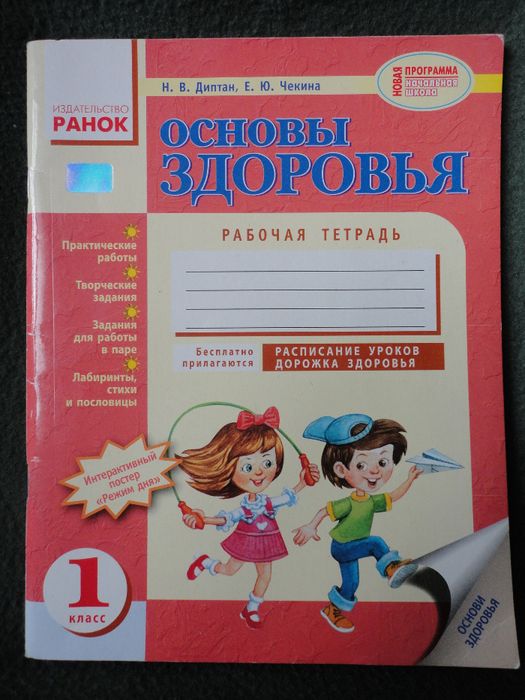 Н. В. Диптан, Е. Ю. Чекина
НОВАЯ
ПРОГРАММА
начальная
школа
ИЗДАТЕЛЬСТВО
РАНОК
ОСНОВЫ
ЗДОРОВЬЯ
РАБОЧАЯ ТЕТРАДЬ
Практические
работы
Творческие
задания
Задания
для работы
в паре
Лабиринты,
стихи
и пословицы
Бесплатно
прилагаются
РАСПИСАНИЕ УРОКОВ
ДОРОЖКА ЗДОРОВЬЯ
Интерактивный
постер
«Режим дня»
1
класс
ОСНОВИ
ЗДОРОВ'Я